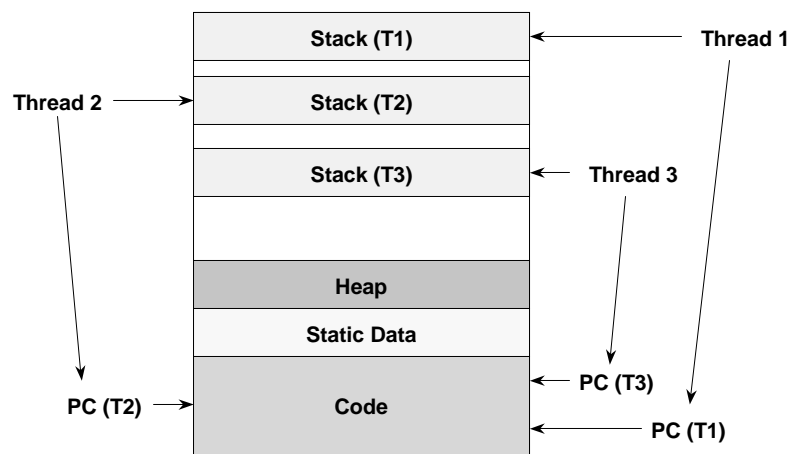 Stack (T1)
Thread 1
Thread 2
Stack (T2)
Stack (T3)
Thread 3
Heap
Static Data
PC (T3)
PC (T2)
Code
PC (T1)